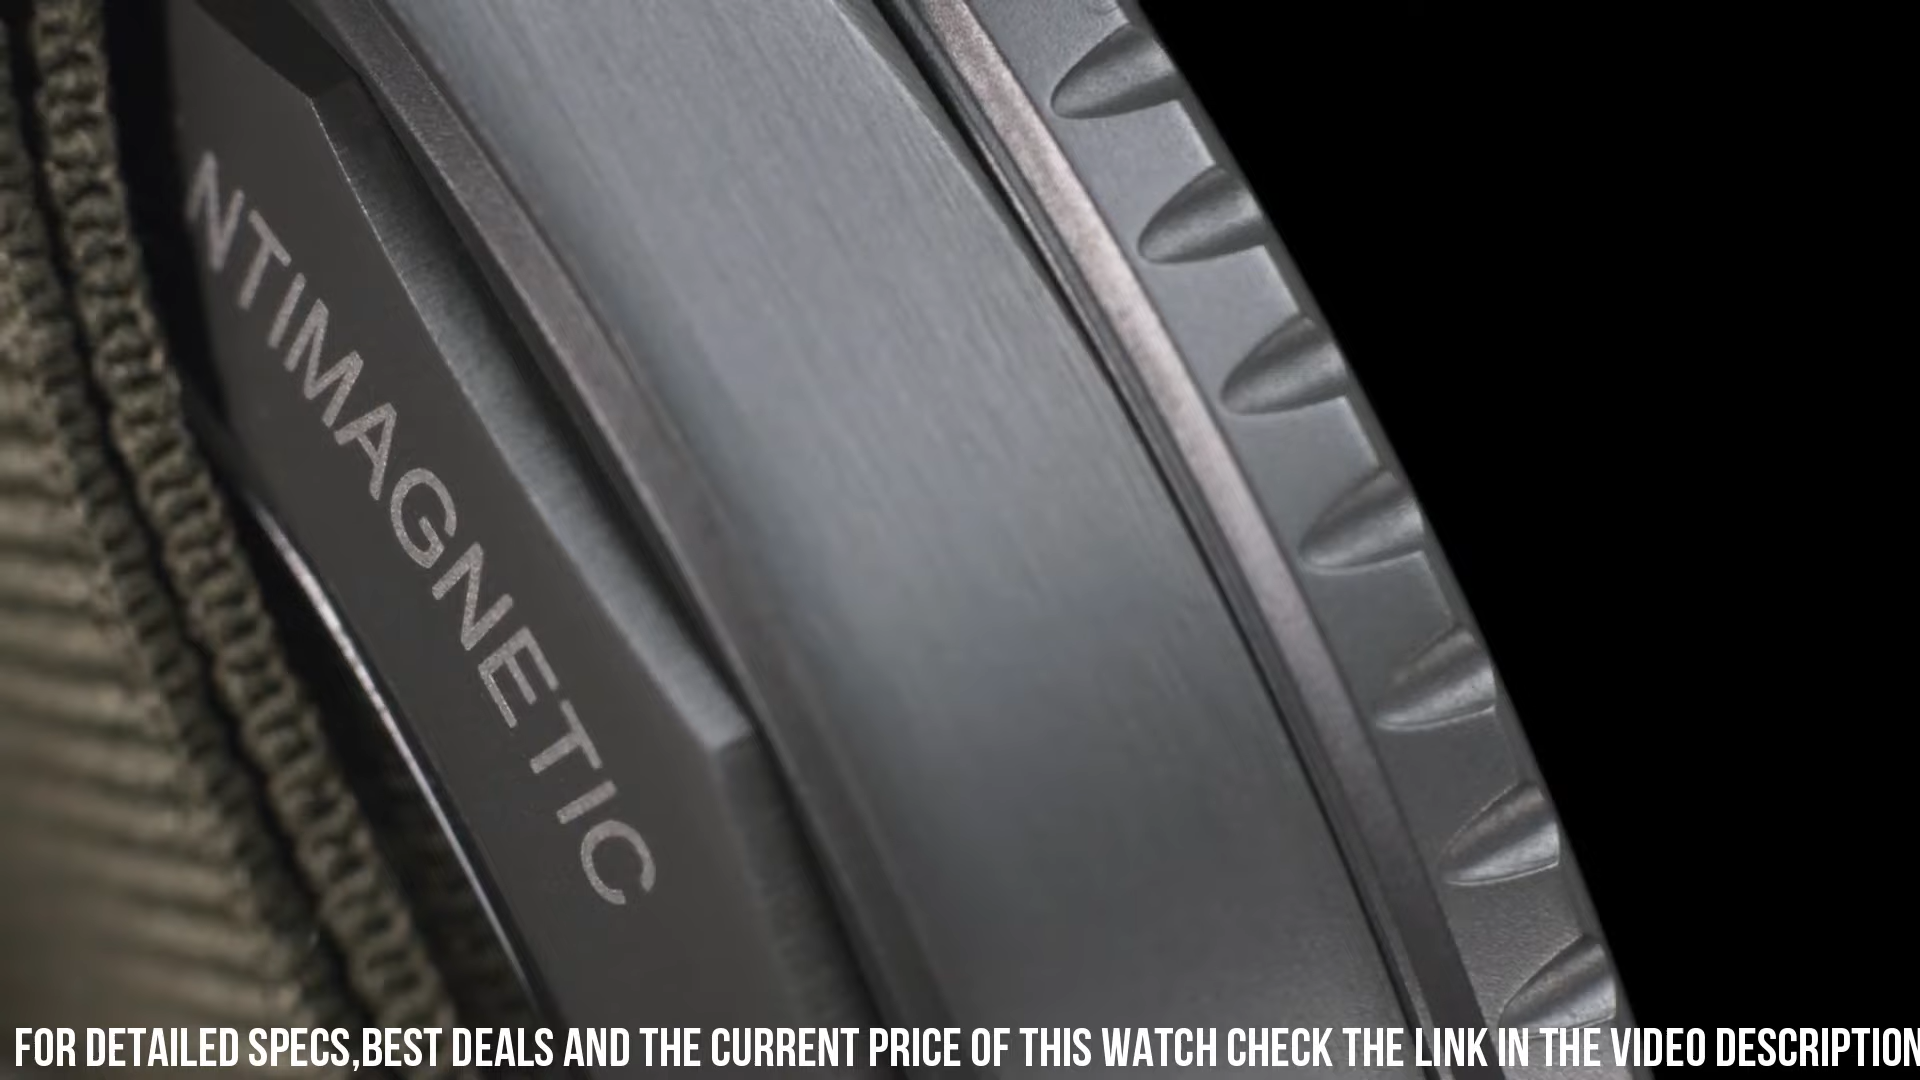 NTIMAGNETIC
FOR DETAILED SPECS,BEST DEALS AND THE CURRENT PRICE OF THIS WATCH CHECK THE LINK IN THE VIDEO DESCRIPTION